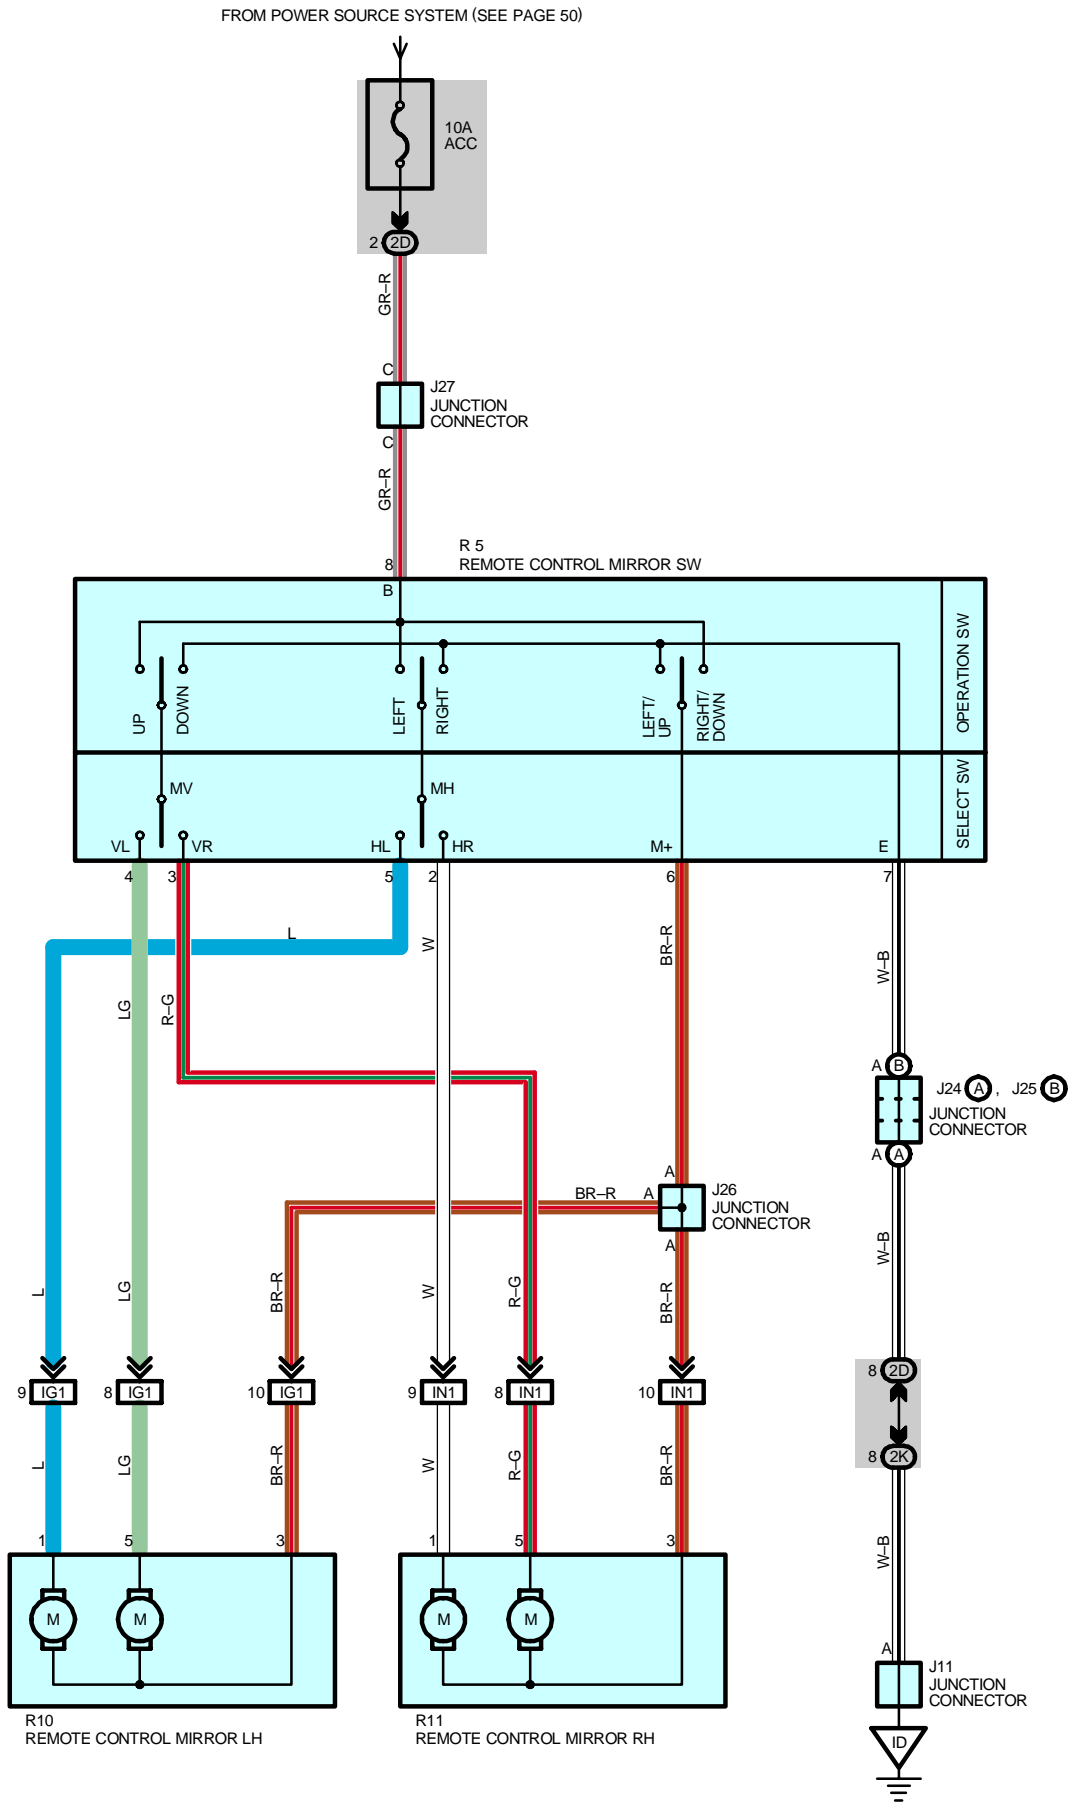 FROM POWER SOURCE SYSTEM (SEE PAGE 50)
10A
ACC
2 2D
GR–R
C
J27
JUNCTION
CONNECTOR
C
GR–R
R 5
REMOTE CONTROL MIRROR SW
8
B
UP
DOWN
LEFT
RIGHT
LEFT/
UP
RIGHT/
DOWN
OPERATION SW
MV
MH
SELECT SW
VL
VR
HL
HR
M+
E
4
3
5
2
6
7
L
W
BR–R
W–B
LG
R–G
A B
J24 A , J25 B
JUNCTION
CONNECTOR
A A
A
BR–R
A
J26
JUNCTION
CONNECTOR
A
W–B
L
LG
BR–R
W
R–G
BR–R
8 2D
9 IG1
8 IG1
10 IG1
9 IN1
8 IN1
10 IN1
8 2K
L
LG
BR–R
W
R–G
BR–R
W–B
1
5
3
1
5
3
M
M
M
M
A
J11
JUNCTION
CONNECTOR
R10
REMOTE CONTROL MIRROR LH
R11
REMOTE CONTROL MIRROR RH
ID